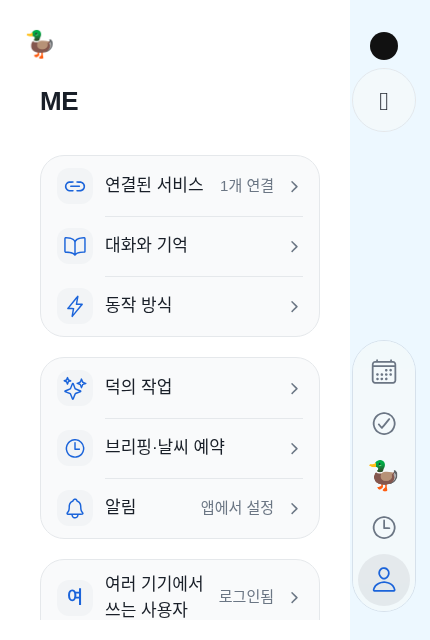 ME
연결된 서비스 1개 연결
대화와 기억
동작 방식
덕의 작업
브리핑·날씨 예약
알림 앱에서 설정
여 여러 기기에서 로그인됨
쓰는 사용자